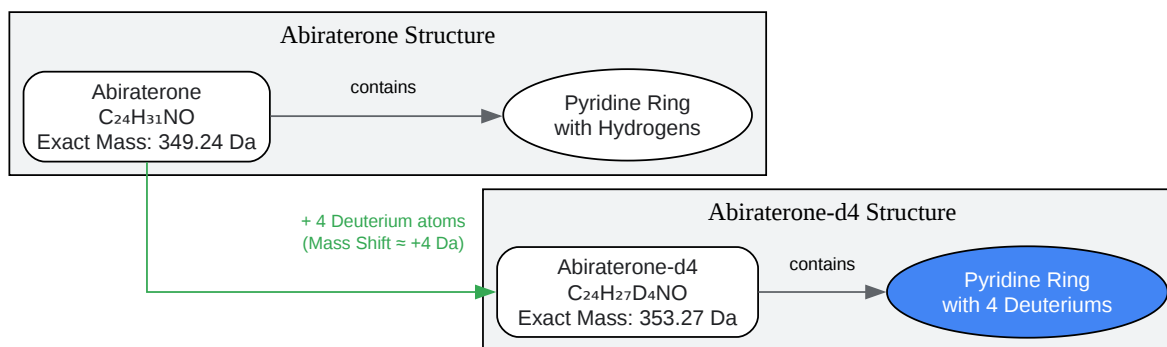 Abiraterone Structure
Abiraterone
C₂₄H₃₁NO
Exact Mass: 349.24 Da
contains
Pyridine Ring
with Hydrogens
+ 4 Deuterium atoms
(Mass Shift ≈ +4 Da)
Abiraterone-d4 Structure
Abiraterone-d4
C₂₄H₂₇D₄NO
Exact Mass: 353.27 Da
contains
Pyridine Ring
with 4 Deuteriums